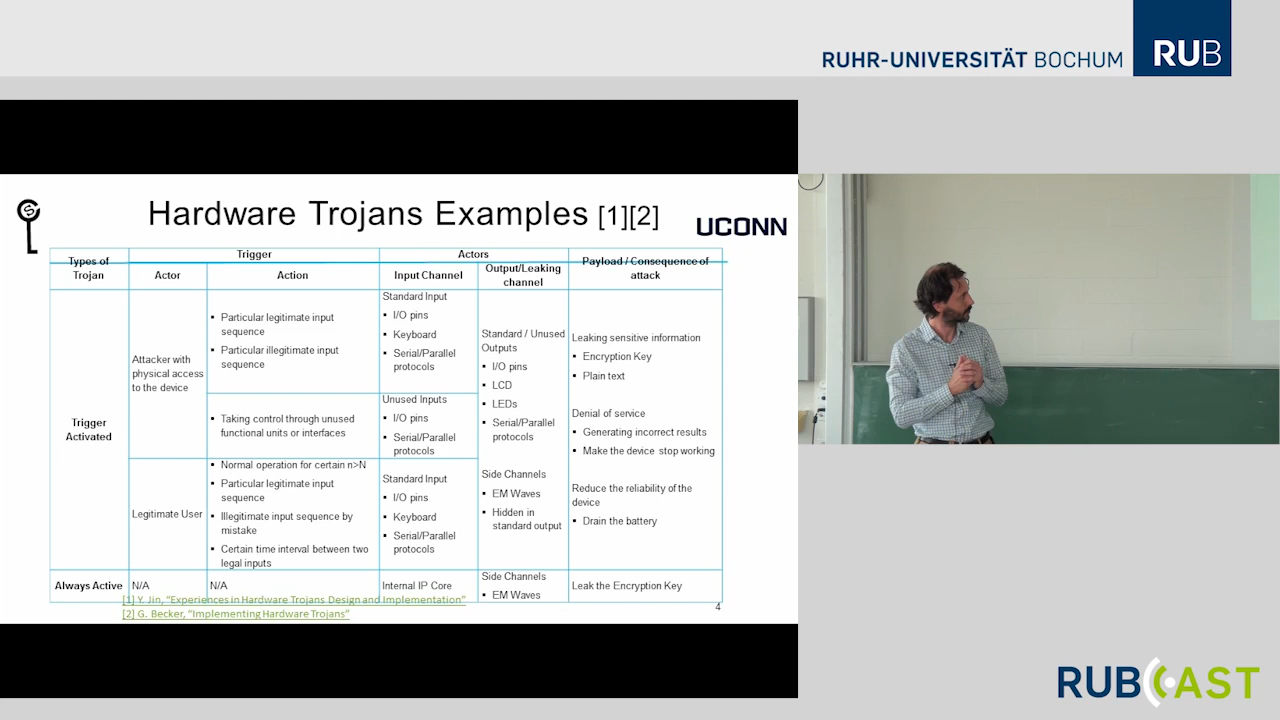 RUHR-UNIVERSITÄT BOCHUM
RUB
Hardware Trojans Examples [1][2]
UCONN
Types of
Trojan
Trigger
Actors
Payload / Consequence of
attack
Actor
Action
Input Channel
Output/Leaking
channel
Trigger
Activated
Attacker with
physical access
to the device
▪ Particular legitimate input
sequence
▪ Particular illegitimate input
sequence
Standard Input
▪ I/O pins
▪ Keyboard
▪ Serial/Parallel
protocols
▪ Taking control through unused
functional units or interfaces
Unused Inputs
▪ I/O pins
▪ Serial/Parallel
protocols
Legitimate User
▪ Normal operation for certain n>N
▪ Particular legitimate input
sequence
▪ Illegitimate input sequence by
mistake
▪ Certain time interval between two
legal inputs
Standard Input
▪ I/O pins
▪ Keyboard
▪ Serial/Parallel
protocols
Standard / Unused
Outputs
▪ I/O pins
▪ LCD
▪ LEDs
▪ Serial/Parallel
protocols
Side Channels
▪ EM Waves
▪ Hidden in
standard output
Leaking sensitive information
▪ Encryption Key
▪ Plain text
Denial of service
▪ Generating incorrect results
▪ Make the device stop working
Reduce the reliability of the
device
▪ Drain the battery
Always Active
N/A
N/A
Internal IP Core
Side Channels
▪ EM Waves
Leak the Encryption Key
[1] Y. Jin, "Experiences in Hardware Trojans Design and Implementation"
[2] G. Becker, "Implementing Hardware Trojans"
4
RUBCAST